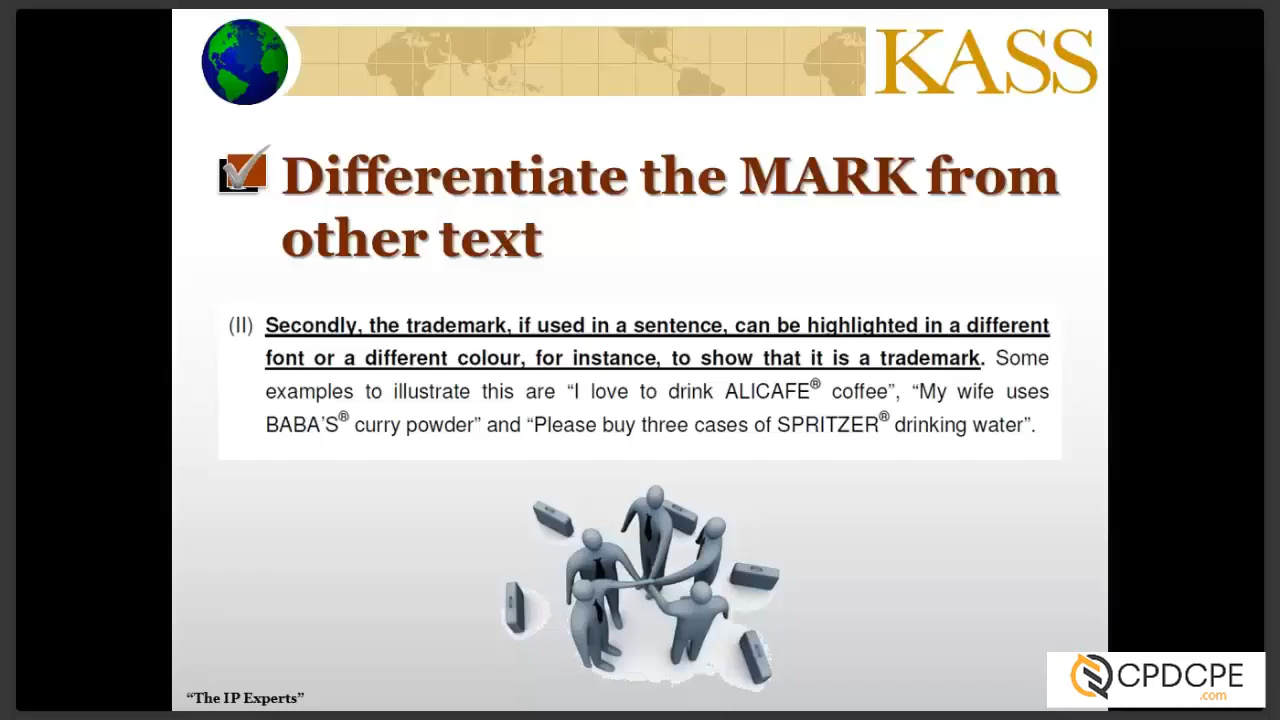 KASS
Differentiate the MARK from
other text
(II) Secondly, the trademark, if used in a sentence, can be highlighted in a different
font or a different colour, for instance, to show that it is a trademark. Some
examples to illustrate this are “I love to drink ALICAFE® coffee”, “My wife uses
BABA’S® curry powder” and “Please buy three cases of SPRITZER® drinking water”.
“The IP Experts”
CPDCPE
.com